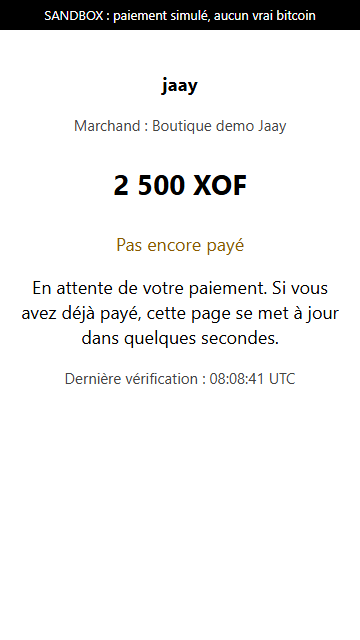 SANDBOX : paiement simulé, aucun vrai bitcoin
jaay
Marchand : Boutique demo Jaay
2 500 XOF
Pas encore payé
En attente de votre paiement. Si vous
avez déjà payé, cette page se met à jour
dans quelques secondes.
Dernière vérification : 08:08:41 UTC